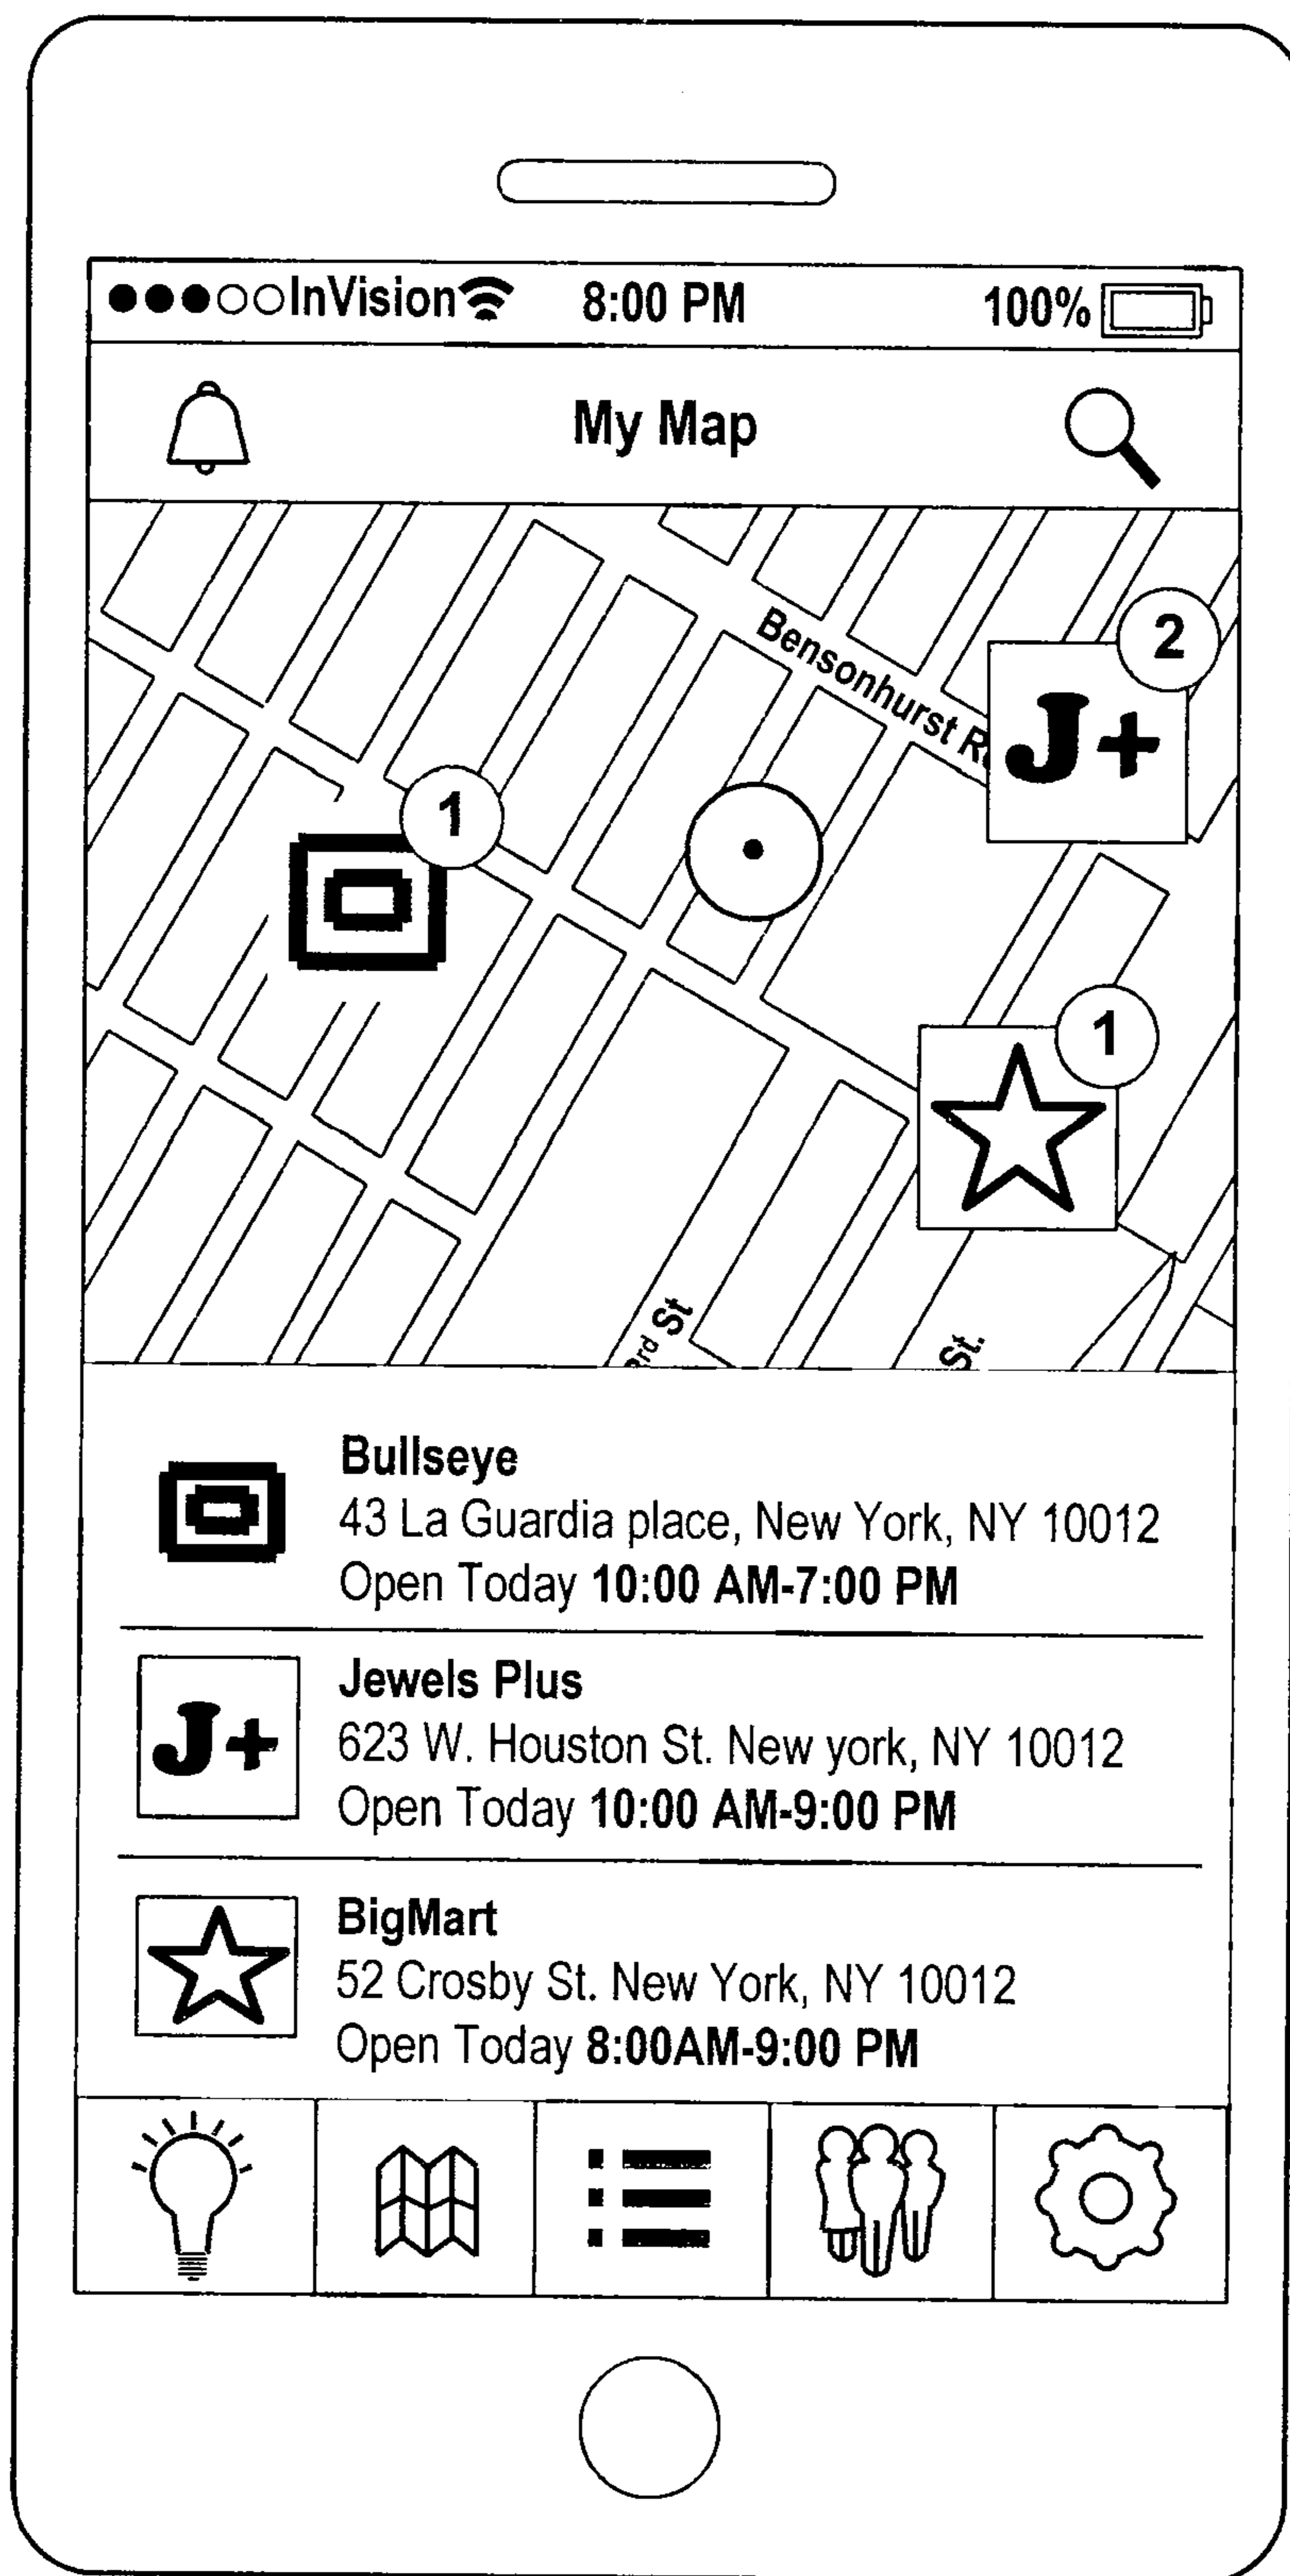 InVision 8:00 PM 100%
My Map
Bensonhurst
2
J+
1
1
St
St.
Bullseye
43 La Guardia place, New York, NY 10012
Open Today 10:00 AM-7:00 PM
J+
Jewels Plus
623 W. Houston St. New york, NY 10012
Open Today 10:00 AM-9:00 PM
BigMart
52 Crosby St. New York, NY 10012
Open Today 8:00AM-9:00 PM